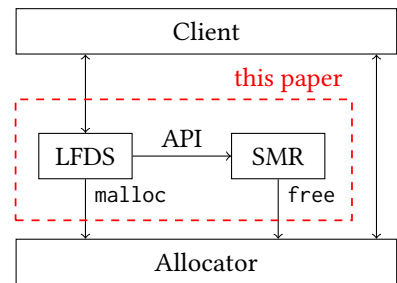 Client
this paper
LFDS
API
SMR
malloc
free
Allocator